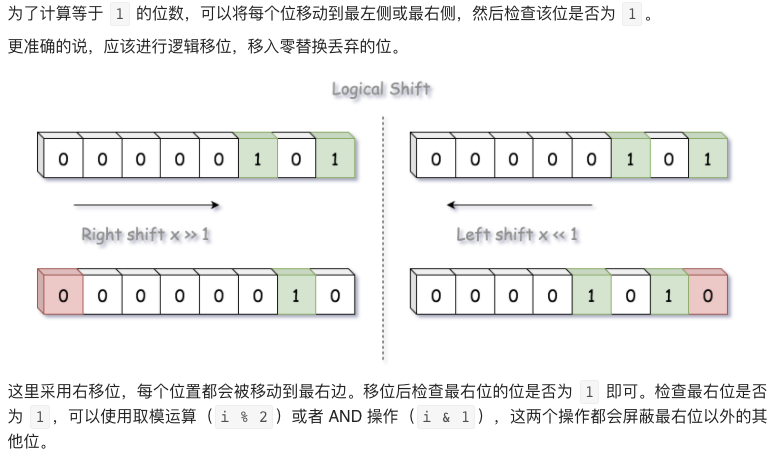 为了计算等于 1 的位数，可以将每个位移动到最左侧或最右侧，然后检查该位是否为 1 。
更准确的说，应该进行逻辑移位，移入零替换丢弃的位。
Logical Shift
0 0 0 0 0 1 0 1
0 0 0 0 0 1 0 1
Right shift x >> 1
Left shift x << 1
0 0 0 0 0 0 1 0
0 0 0 0 1 0 1 0
这里采用右移位，每个位置都会被移动到最右边。移位后检查最右位的位是否为 1 即可。检查最右位是否
为 1，可以使用取模运算（i % 2）或者 AND 操作（i & 1），这两个操作都会屏蔽最右位以外的其
他位。